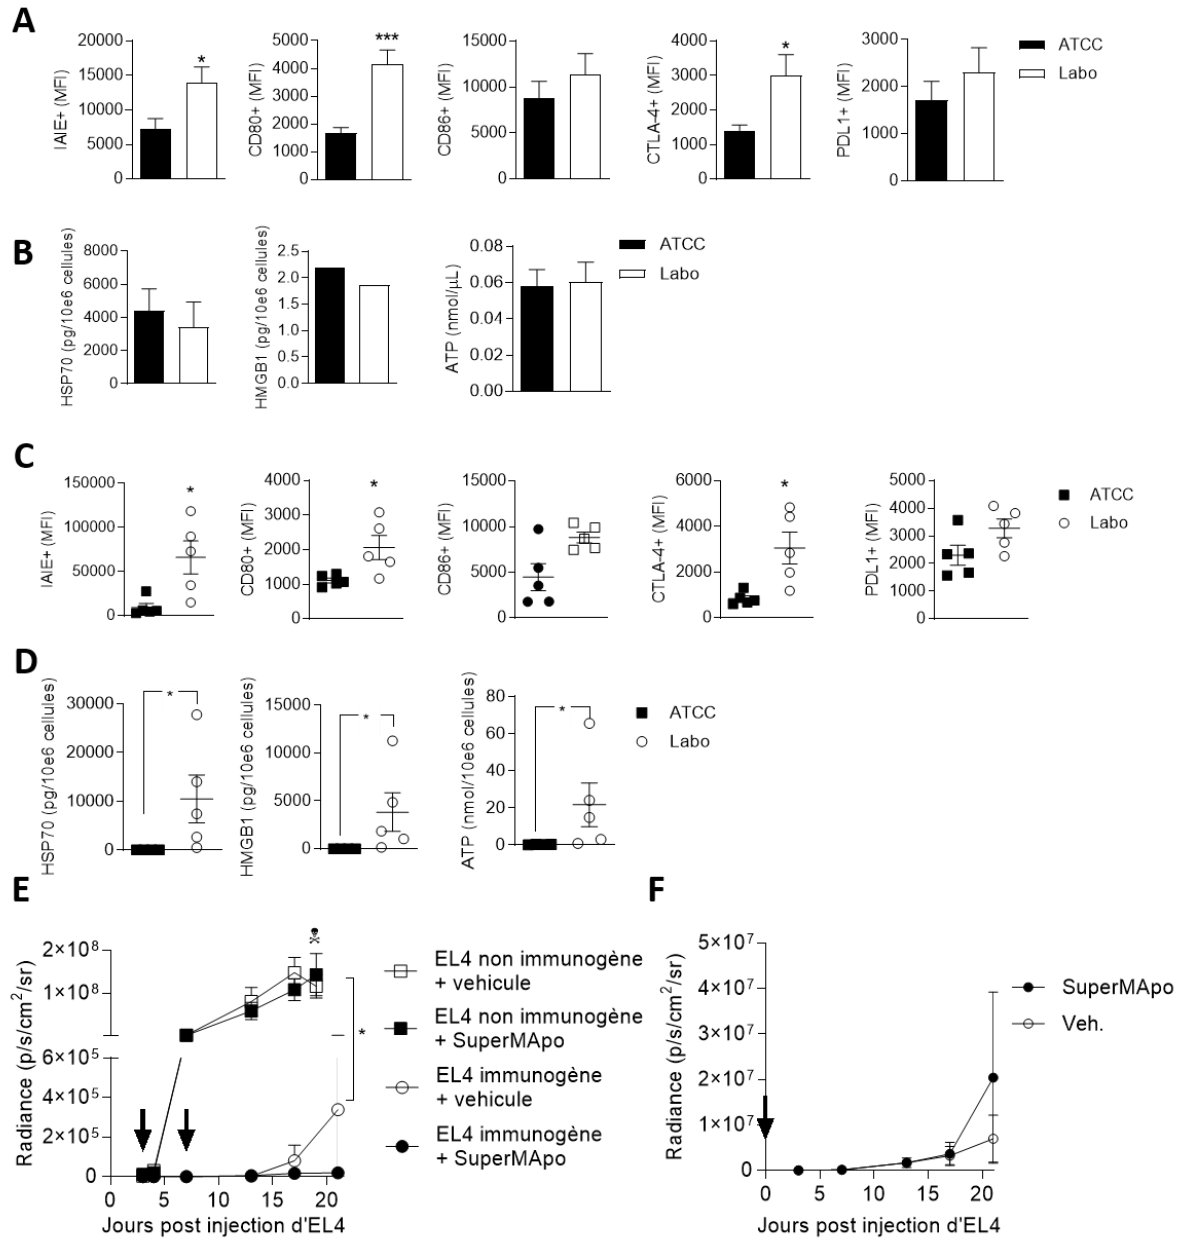 A
IAIE+ (MFI)
20000
15000
10000
5000
0
*
CD80+ (MFI)
5000
4000
3000
2000
1000
0
***
CD86+ (MFI)
15000
10000
5000
0
CTLA-4+ (MFI)
4000
3000
2000
1000
0
*
PDL1+ (MFI)
3000
2000
1000
0
ATCC
Labo
B
HSP70 (pg/10e6 cellules)
8000
6000
4000
2000
0
HMGB1 (pg/10e6 cellules)
2.5
2.0
1.5
1.0
0.5
0.0
ATP (nmol/µL)
0.08
0.06
0.04
0.02
0.00
ATCC
Labo
C
IAIE+ (MFI)
150000
100000
50000
0
*
CD80+ (MFI)
4000
3000
2000
1000
0
*
CD86+ (MFI)
15000
10000
5000
0
CTLA-4+ (MFI)
6000
4000
2000
0
*
PDL1+ (MFI)
5000
4000
3000
2000
1000
0
ATCC
Labo
D
HSP70 (pg/10e6 cellules)
30000
20000
10000
0
*
HMGB1 (pg/10e6 cellules)
15000
10000
5000
0
*
ATP (nmol/10e6 cellules)
80
60
40
20
0
*
ATCC
Labo
E
Radiance (p/s/cm²/sr)
2×10⁸
1×10⁸
6×10⁵
4×10⁵
2×10⁵
0
0 5 10 15 20
Jours post injection d'EL4
*
EL4 non immunogène
+ vehicule
EL4 non immunogène
+ SuperMApo
EL4 immunogène
+ vehicule
EL4 immunogène
+ SuperMApo
F
Radiance (p/s/cm²/sr)
5×10⁷
4×10⁷
3×10⁷
2×10⁷
1×10⁷
0
0 5 10 15 20
Jours post injection d'EL4
SuperMApo
Veh.